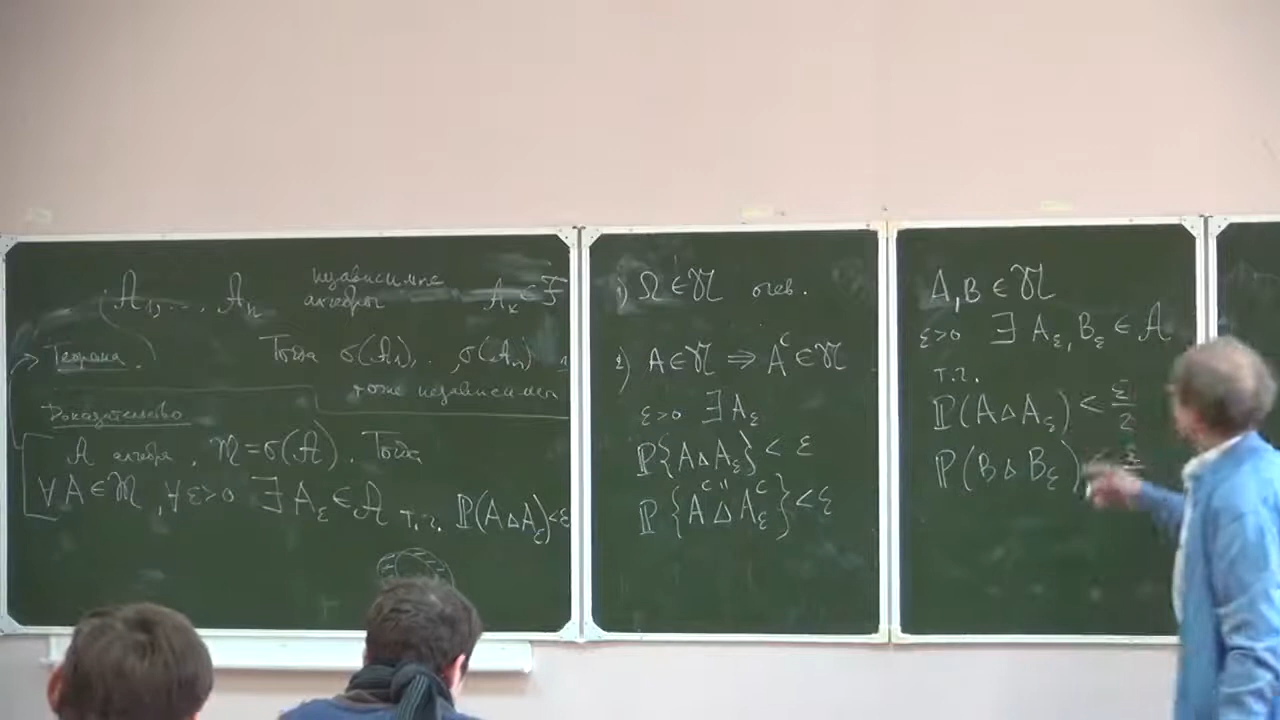 𝒜₁, ..., 𝒜ₙ независимые алгебры 𝒜ₖ ⊂ ℱ
Теорема. Тогда σ(𝒜₁), .., σ(𝒜ₙ)
тоже независимы
Доказательство
𝒜 алгебра, 𝔐 = σ(𝒜). Тогда
∀A ∈ 𝔐, ∀ε>0 ∃ A_ε ∈ 𝒜 т.ч. ℙ(A △ A_ε) < ε
1) Ω ∈ 𝔐 очев.
2) A ∈ 𝔐 ⇒ Aᶜ ∈ 𝔐
ε>0 ∃ A_ε
ℙ{A △ A_ε} < ε
"
ℙ{Aᶜ △ A_εᶜ} < ε
A, B ∈ 𝔐
ε>0 ∃ A_ε, B_ε ∈ 𝒜
т.ч.
ℙ(A △ A_ε) < ε/2
ℙ(B △ B_ε)